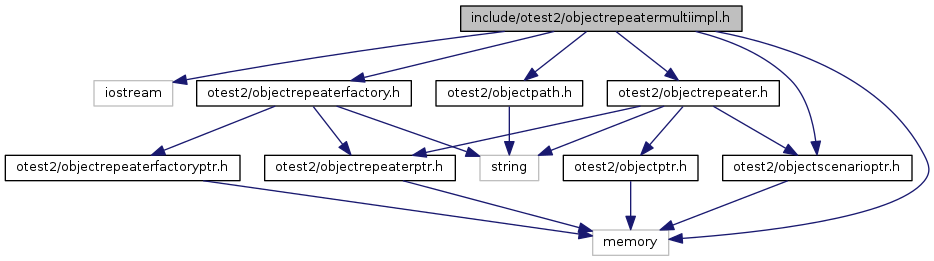 include/otest2/objectrepeatermultiimpl.h
iostream
otest2/objectrepeaterfactory.h
otest2/objectpath.h
otest2/objectrepeater.h
otest2/objectrepeaterfactoryptr.h
otest2/objectrepeaterptr.h
string
otest2/objectptr.h
otest2/objectscenarioptr.h
memory